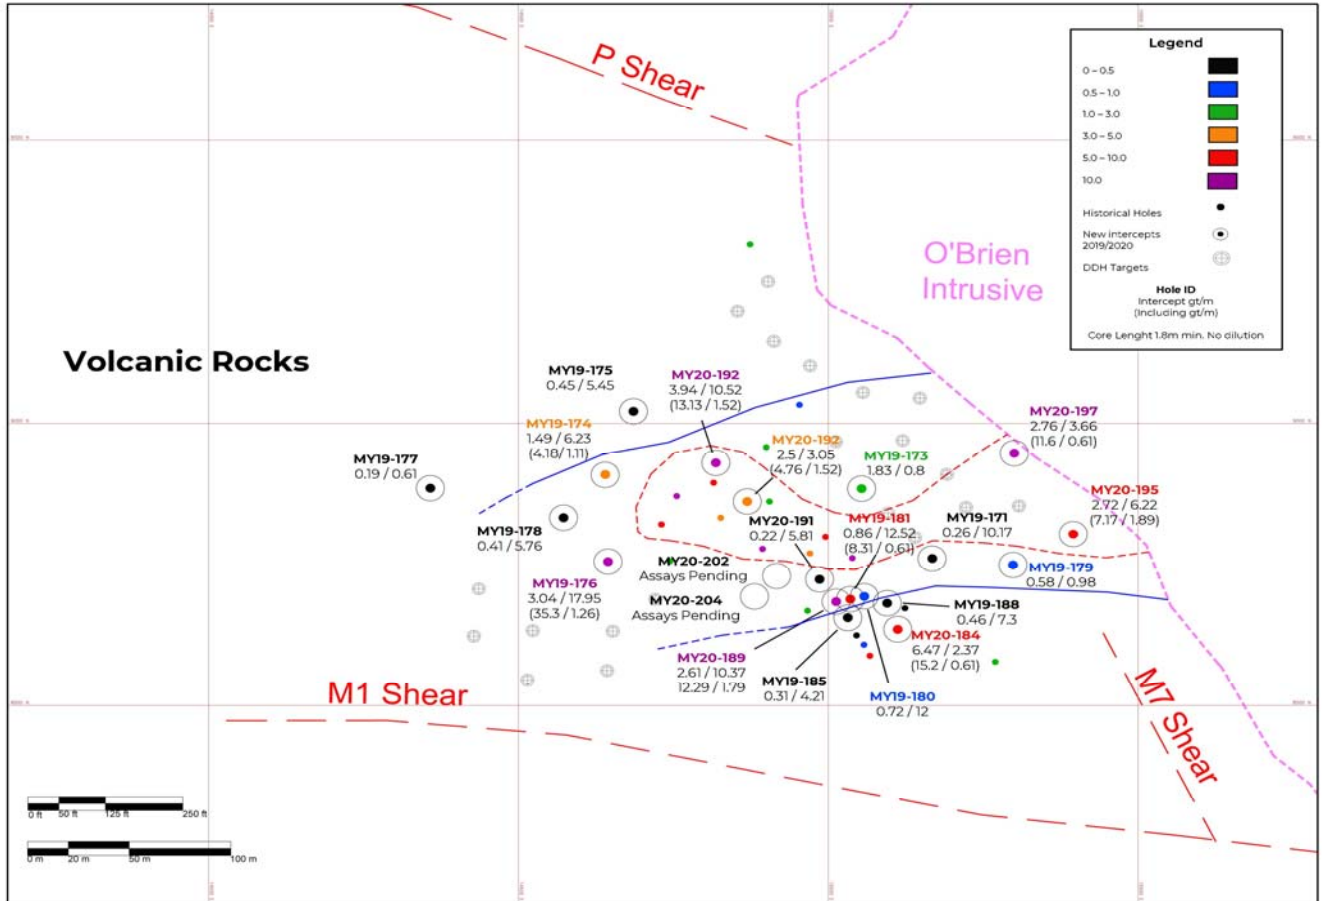 P Shear
Legend
0 – 0.5
0.5 – 1.0
1.0 – 3.0
3.0 – 5.0
5.0 – 10.0
10.0
Historical Holes
New intercepts
2019/2020
DDH Targets
Hole ID
Intercept gt/m
(Including gt/m)
Core Lenght 1.8m min. No dilution
O'Brien
Intrusive
Volcanic Rocks
MY19-175
0.45 / 5.45
MY20-192
3.94 / 10.52
(13.13 / 1.52)
MY19-174
1.49 / 6.23
(4.18 / 1.11)
MY20-192
2.5 / 3.05
(4.76 / 1.52)
MY20-197
2.76 / 3.66
(11.6 / 0.61)
MY19-177
0.19 / 0.61
MY19-173
1.83 / 0.8
MY20-195
2.72 / 6.22
(7.17 / 1.89)
MY19-178
0.41 / 5.76
MY20-191
0.22 / 5.81
MY19-181
0.86 / 12.52
(8.31 / 0.61)
MY19-171
0.26 / 10.17
MY20-202
Assays Pending
MY19-179
0.58 / 0.98
MY19-176
3.04 / 17.95
(35.3 / 1.26)
MY20-204
Assays Pending
MY19-188
0.46 / 7.3
MY20-184
6.47 / 2.37
(15.2 / 0.61)
MY20-189
2.61 / 10.37
12.29 / 1.79
MY19-185
0.31 / 4.21
MY19-180
0.72 / 12
M1 Shear
M7 Shear
0 ft 50 ft 125 ft 250 ft
0 m 20 m 50 m 100 m